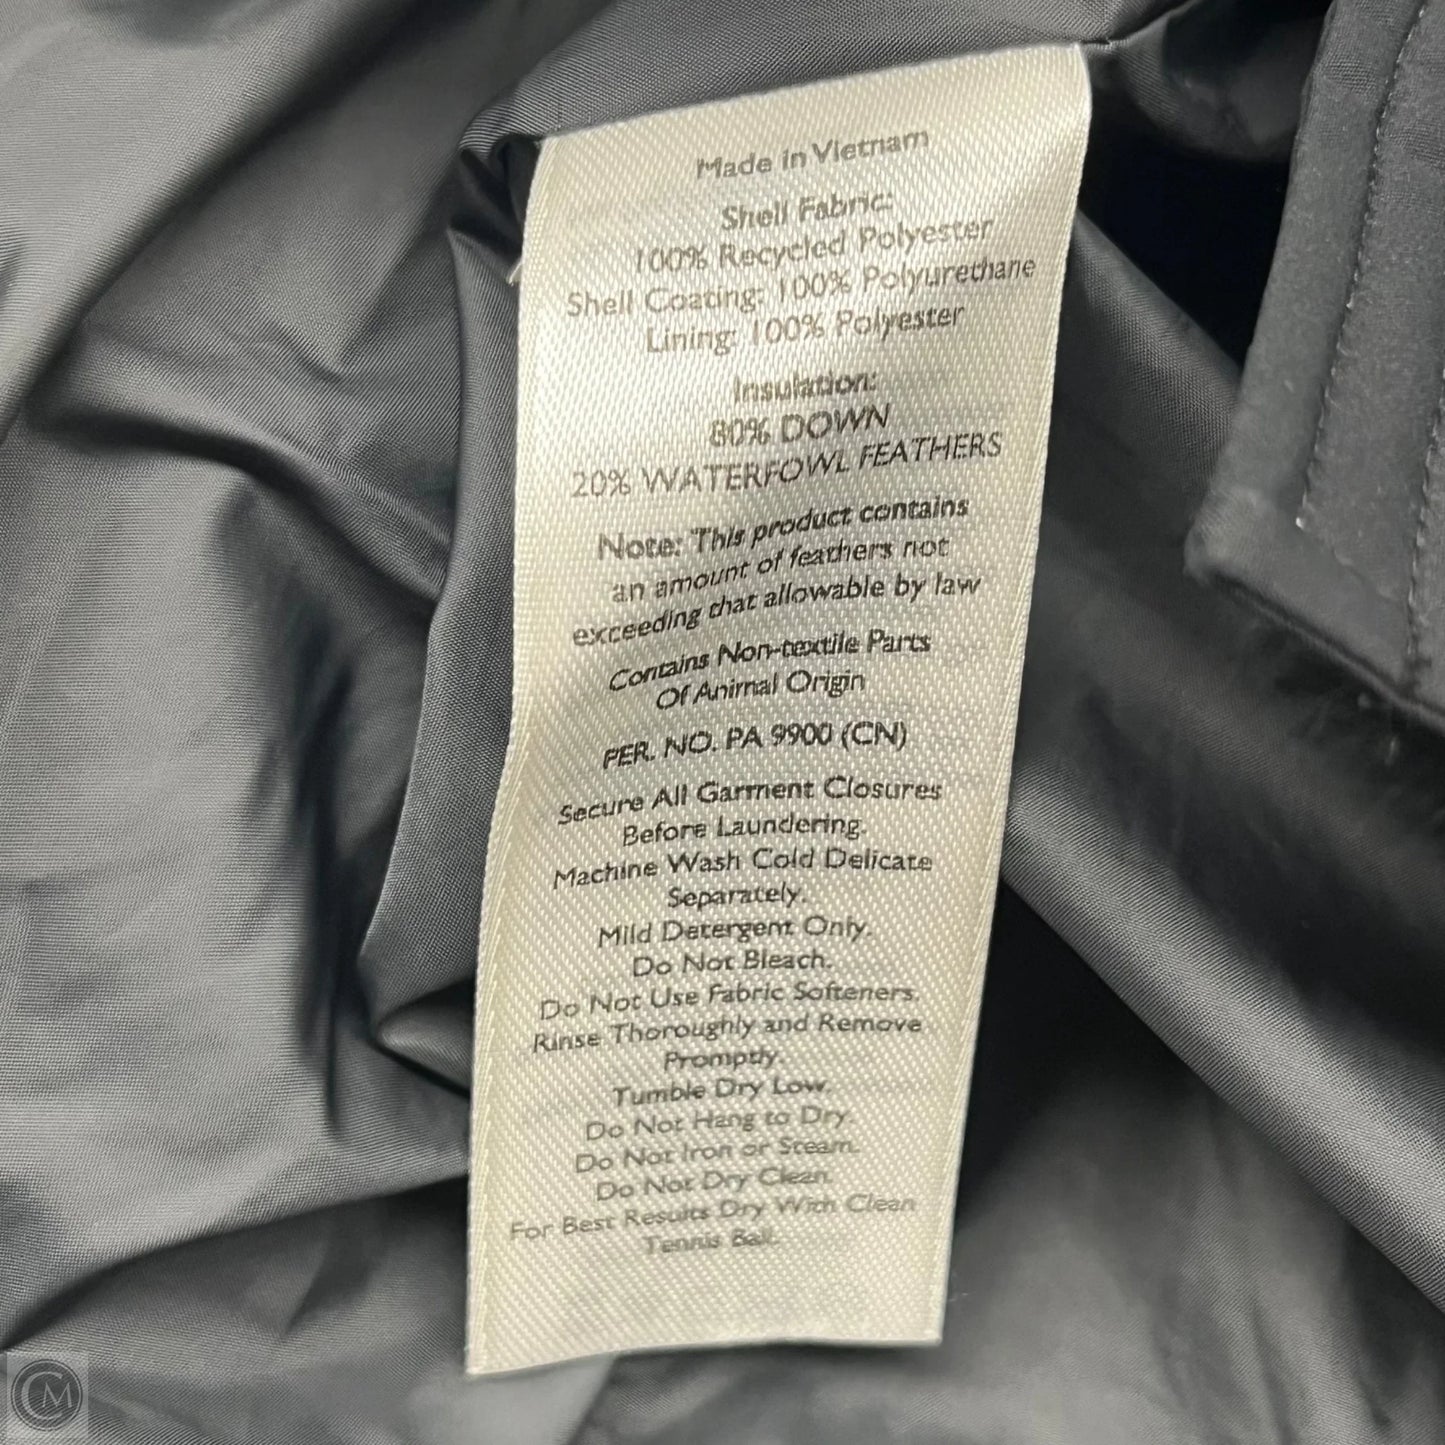 Made in Vietnam
Shell Fabric:
100% Recycled Polyester
Shell Coating: 100% Polyurethane
Lining: 100% Polyester
Insulation:
80% DOWN
20% WATERFOWL FEATHERS
Note: This product contains
an amount of feathers not
exceeding that allowable by law
Contains Non-textile Parts
Of Animal Origin
PER. NO. PA 9900 (CN)
Secure All Garment Closures
Before Laundering.
Machine Wash Cold Delicate
Separately.
Mild Detergent Only.
Do Not Bleach.
Do Not Use Fabric Softeners.
Rinse Thoroughly and Remove
Promptly.
Tumble Dry Low.
Do Not Hang to Dry.
Do Not Iron or Steam.
Do Not Dry Clean.
For Best Results Dry With Clean
Tennis Ball.
CM